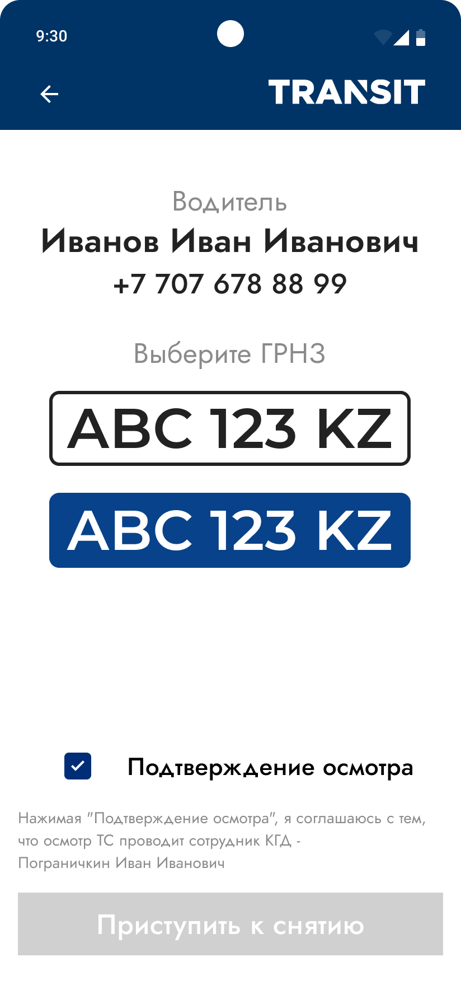 9:30
TRANSIT
Водитель
Иванов Иван Иванович
+7 707 678 88 99
Выберите ГРНЗ
ABC 123 KZ
ABC 123 KZ
Подтверждение осмотра
Нажимая "Подтверждение осмотра", я соглашаюсь с тем,
что осмотр ТС проводит сотрудник КГД -
Пограничкин Иван Иванович
Приступить к снятию